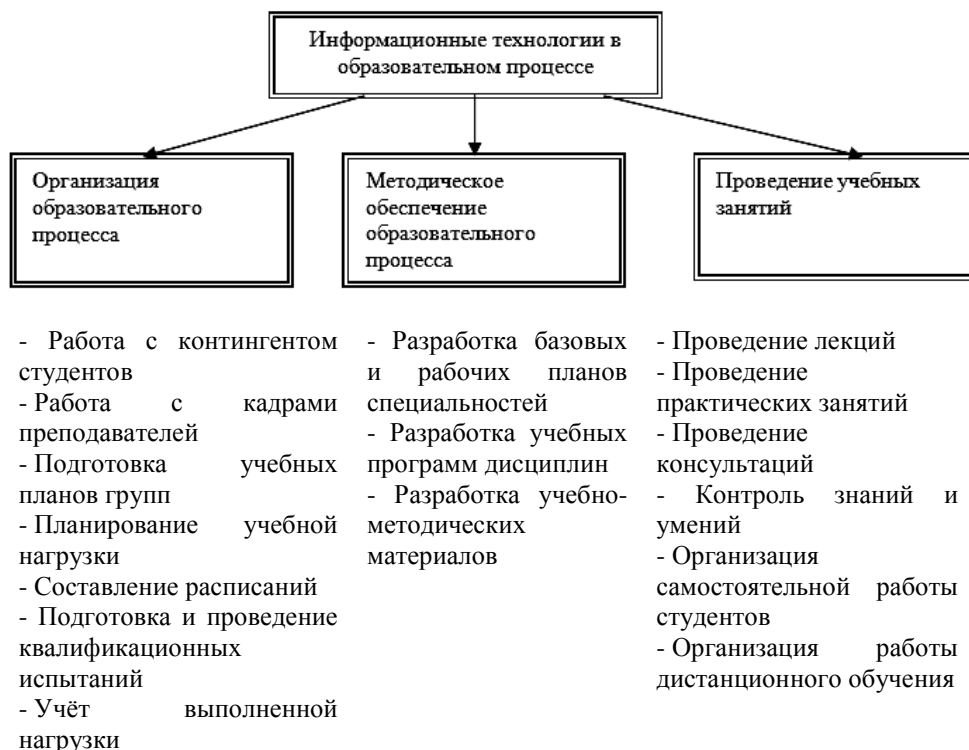 Информационные технологии в
образовательном процессе
Организация
образовательного
процесса
Методическое
обеспечение
образовательного
процесса
Проведение учебных
занятий
- Работа с контингентом
студентов
- Работа с кадрами
преподавателей
- Подготовка учебных
планов групп
- Планирование учебной
нагрузки
- Составление расписаний
- Подготовка и проведение
квалификационных
испытаний
- Учёт выполненной
нагрузки
- Разработка базовых
и рабочих планов
специальностей
- Разработка учебных
программ дисциплин
- Разработка учебно-
методических
материалов
- Проведение лекций
- Проведение
практических занятий
- Проведение
консультаций
- Контроль знаний и
умений
- Организация
самостоятельной работы
студентов
- Организация работы
дистанционного обучения